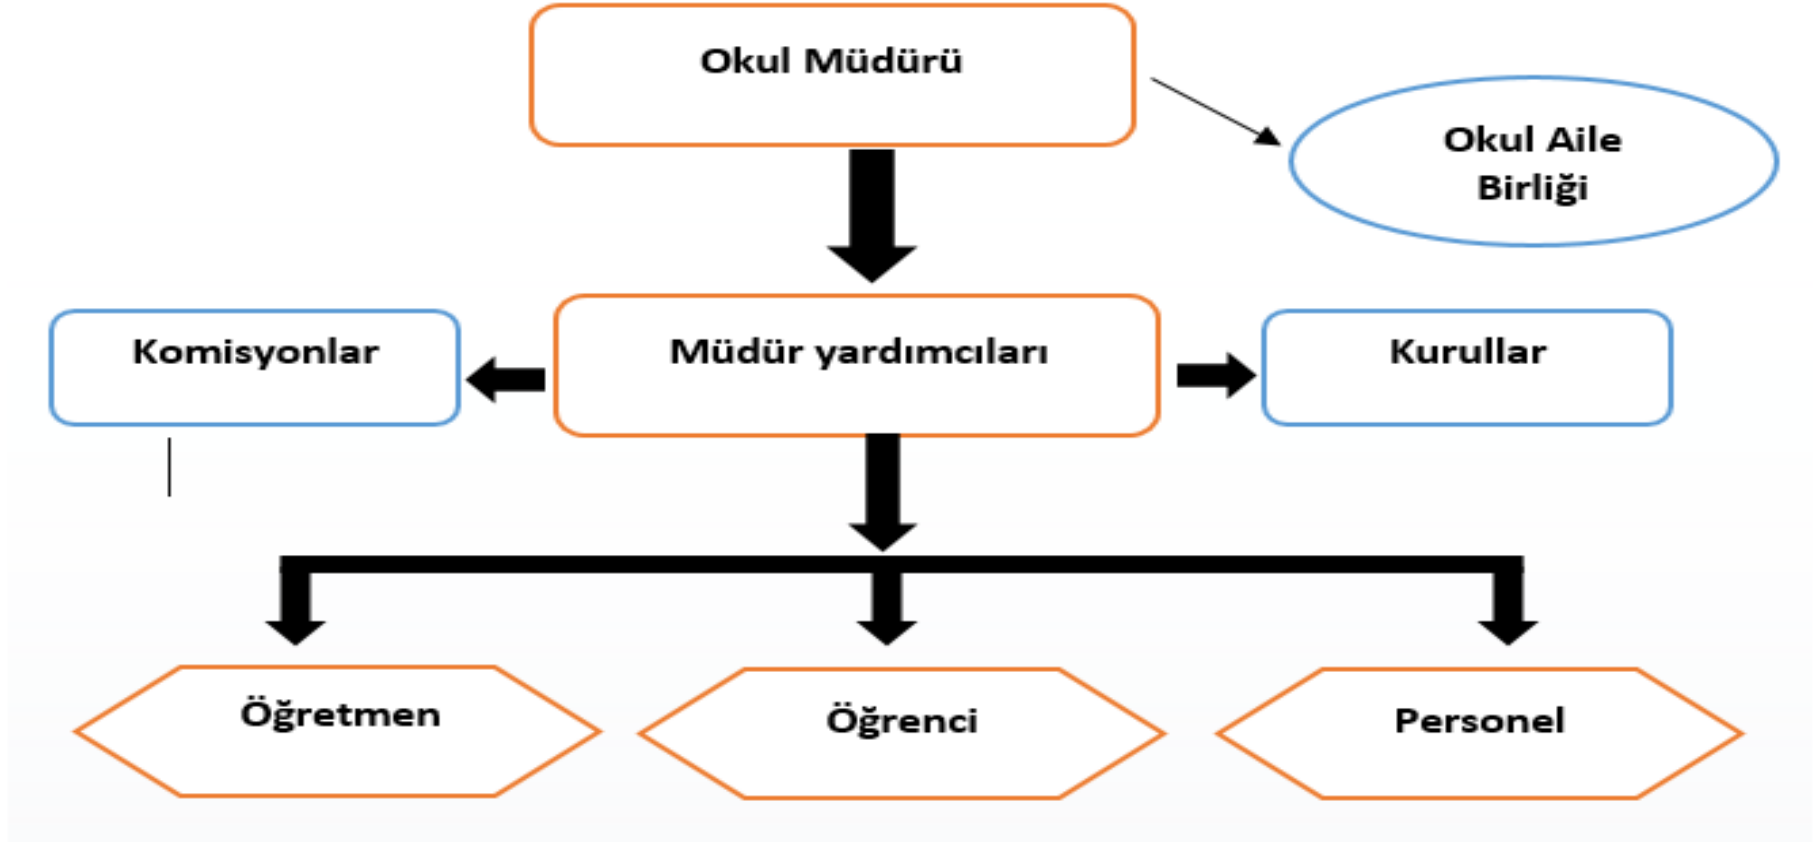 Okul Müdürü
Okul Aile
Birliği
Komisyonlar
Müdür yardımcıları
Kurullar
Öğretmen
Öğrenci
Personel